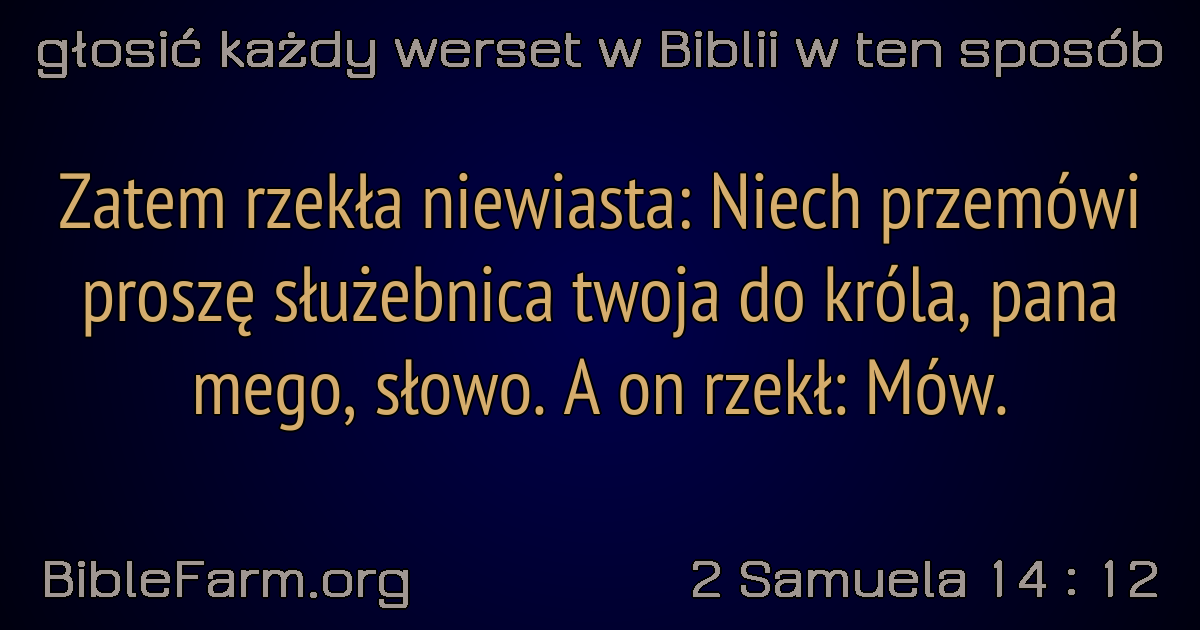 głosić każdy werset w Biblii w ten sposób
Zatem rzekła niewiasta: Niech przemówi
proszę służebnica twoja do króla, pana
mego, słowo. A on rzekł: Mów.
BibleFarm.org
2 Samuela 14 : 12